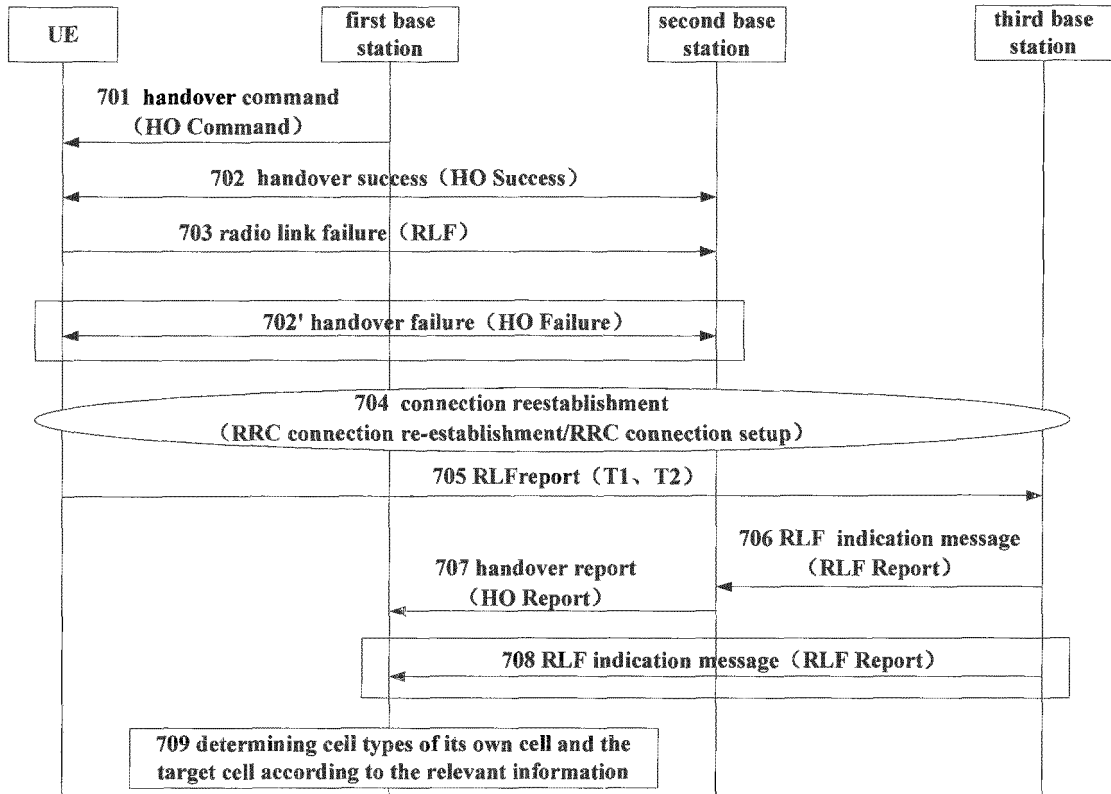 UE
first base
station
second base
station
third base
station
701 handover command
（HO Command）
702 handover success（HO Success）
703 radio link failure（RLF）
702' handover failure（HO Failure）
704 connection reestablishment
（RRC connection re-establishment/RRC connection setup）
705 RLFreport（T1、T2）
706 RLF indication message
（RLF Report）
707 handover report
（HO Report）
708 RLF indication message（RLF Report）
709 determining cell types of its own cell and the
target cell according to the relevant information